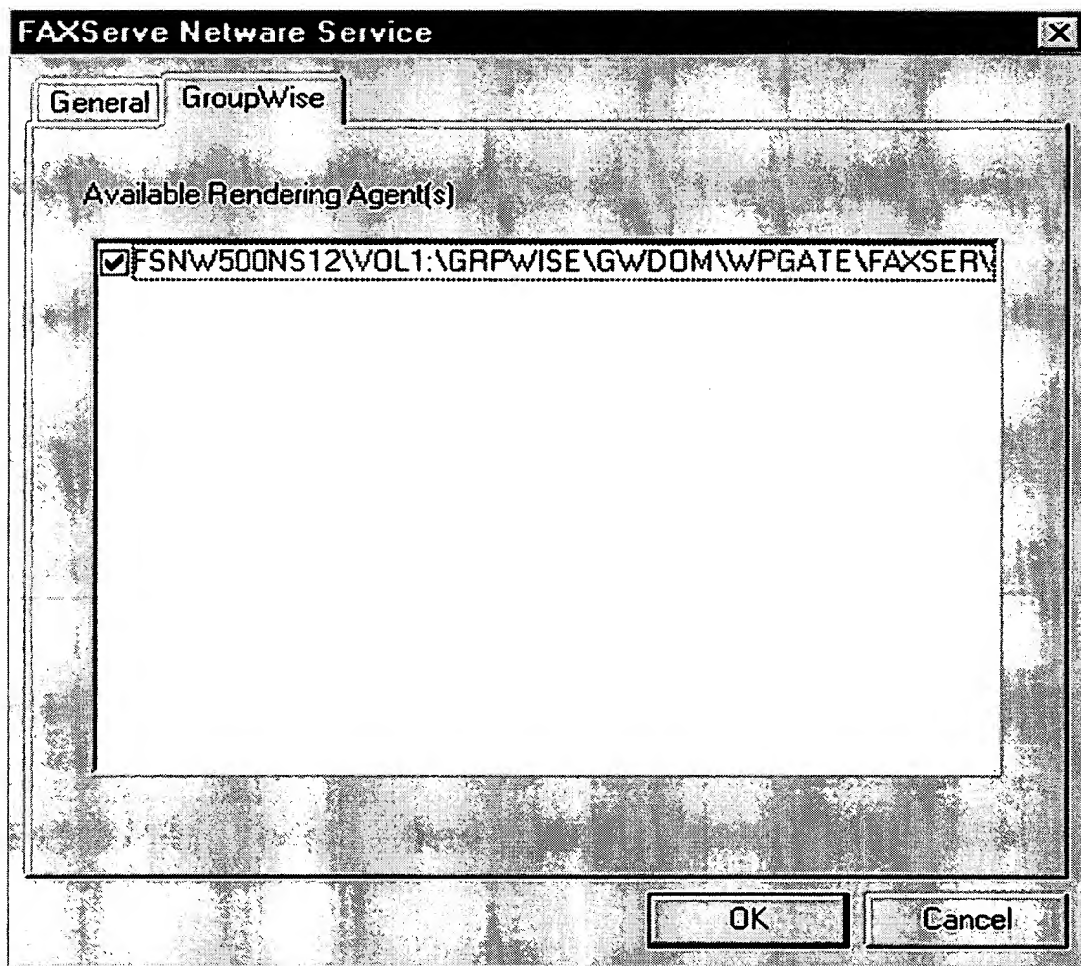 FAXServe Netware Service
General GroupWise
Available Rendering Agent(s)
FSNW500NS12\VOL1:\GRPWISE\GWDOM\WPGATE\FAXSER\
OK Cancel